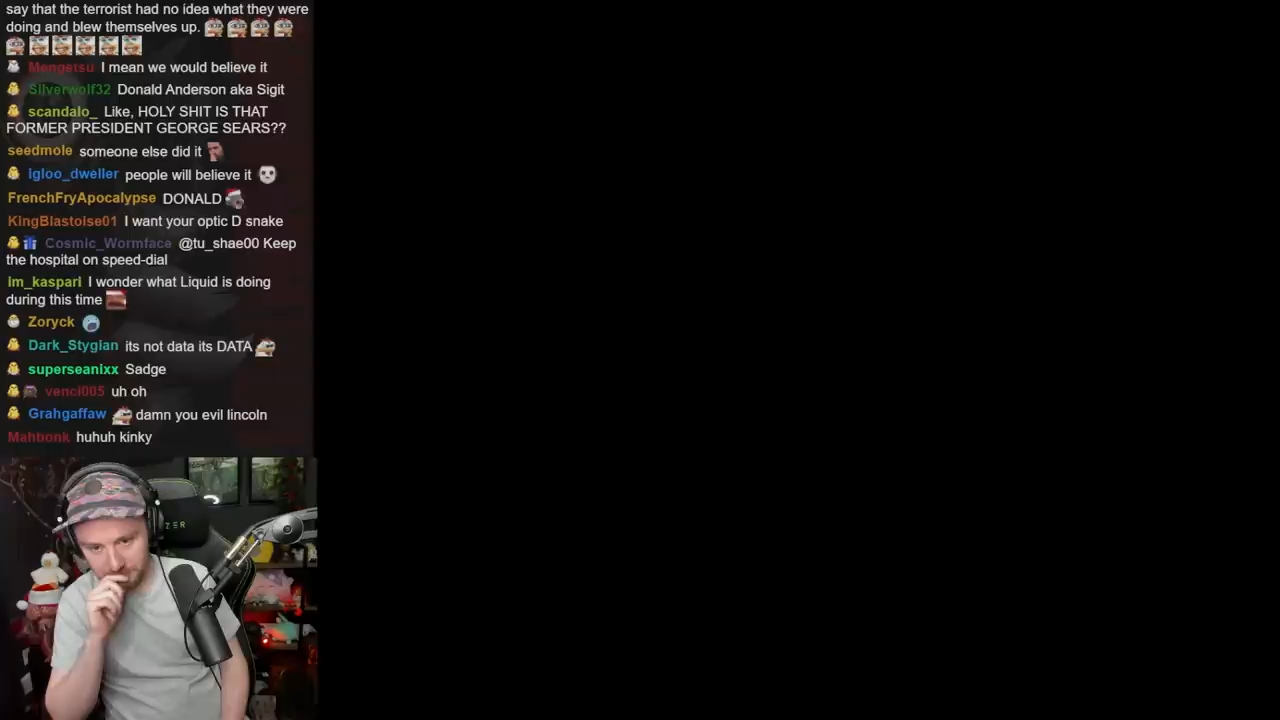 say that the terrorist had no idea what they were
doing and blew themselves up.
Mengetsu I mean we would believe it
Silverwolf32 Donald Anderson aka Sigit
scandalo_ Like, HOLY SHIT IS THAT
FORMER PRESIDENT GEORGE SEARS??
seedmole someone else did it
igloo_dweller people will believe it
FrenchFryApocalypse DONALD
KingBlastoise01 I want your optic D snake
Cosmic_Wormface @tu_shae00 Keep
the hospital on speed-dial
Im_kasparl I wonder what Liquid is doing
during this time
Zoryck
Dark_Stygian its not data its DATA
superseanixx Sadge
venci005 uh oh
Grahgaffaw damn you evil lincoln
Mahbonk huhuh kinky
ZER